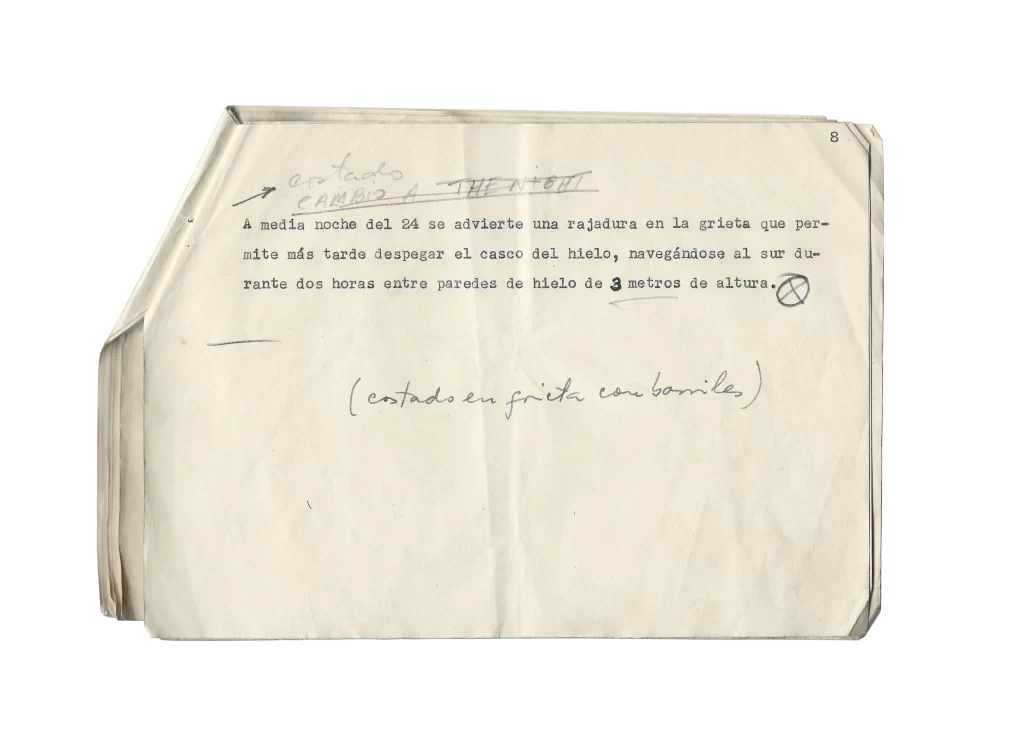 8
costado
CAMBIO A THE NIGHT
A media noche del 24 se advierte una rajadura en la grieta que per-
mite más tarde despegar el casco del hielo, navegándose al sur du-
rante dos horas entre paredes de hielo de 3 metros de altura.
(costado en grieta con barriles)